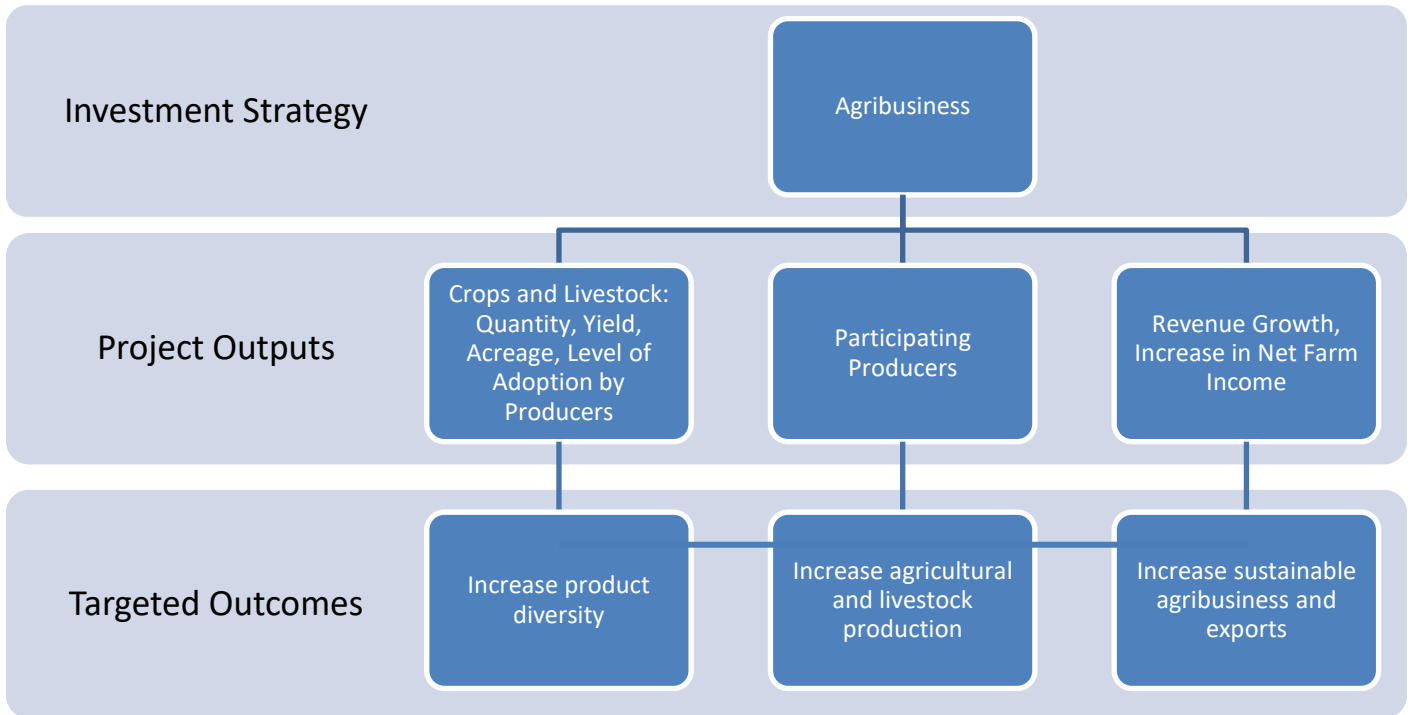 Investment Strategy
Agribusiness
Project Outputs
Crops and Livestock:
Quantity, Yield,
Acreage, Level of
Adoption by
Producers
Participating
Producers
Revenue Growth,
Increase in Net Farm
Income
Targeted Outcomes
Increase product
diversity
Increase agricultural
and livestock
production
Increase sustainable
agribusiness and
exports